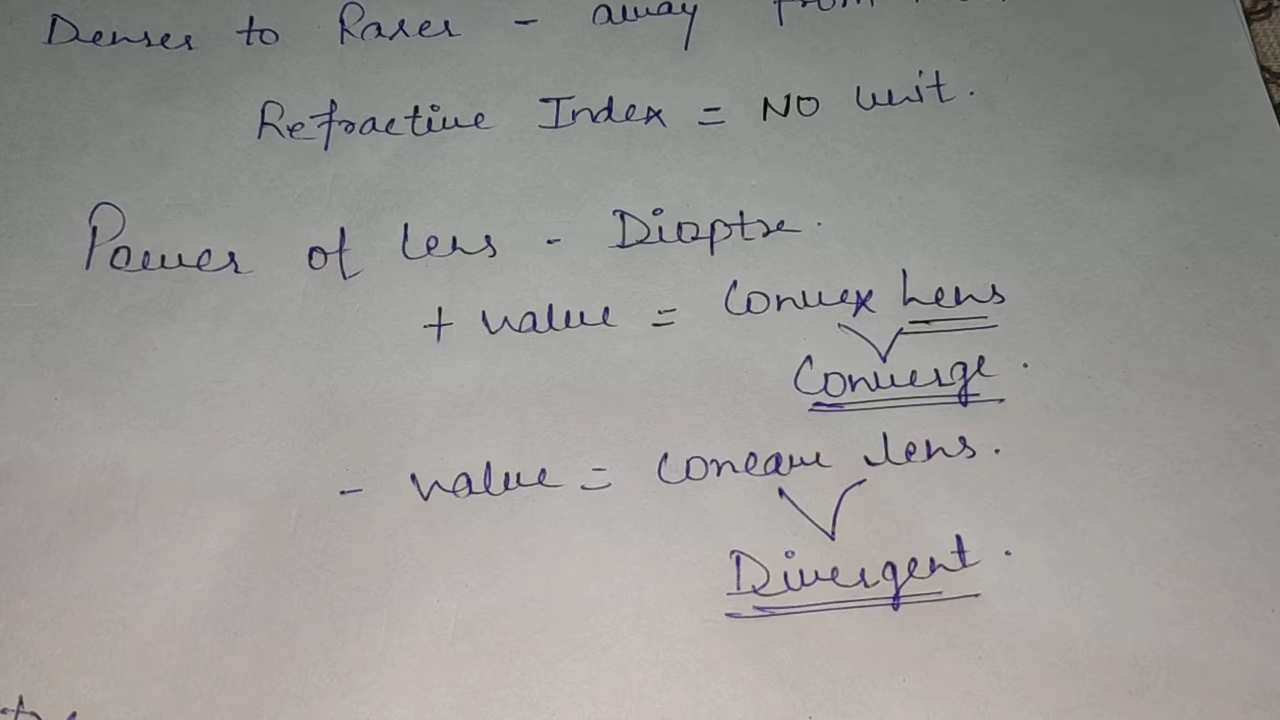 Denser to Rarer - away from
Refractive Index = NO unit.
Power of lens - Dioptre.
+ value = Convex Lens
Converge.
- value = concave lens.
Divergent.